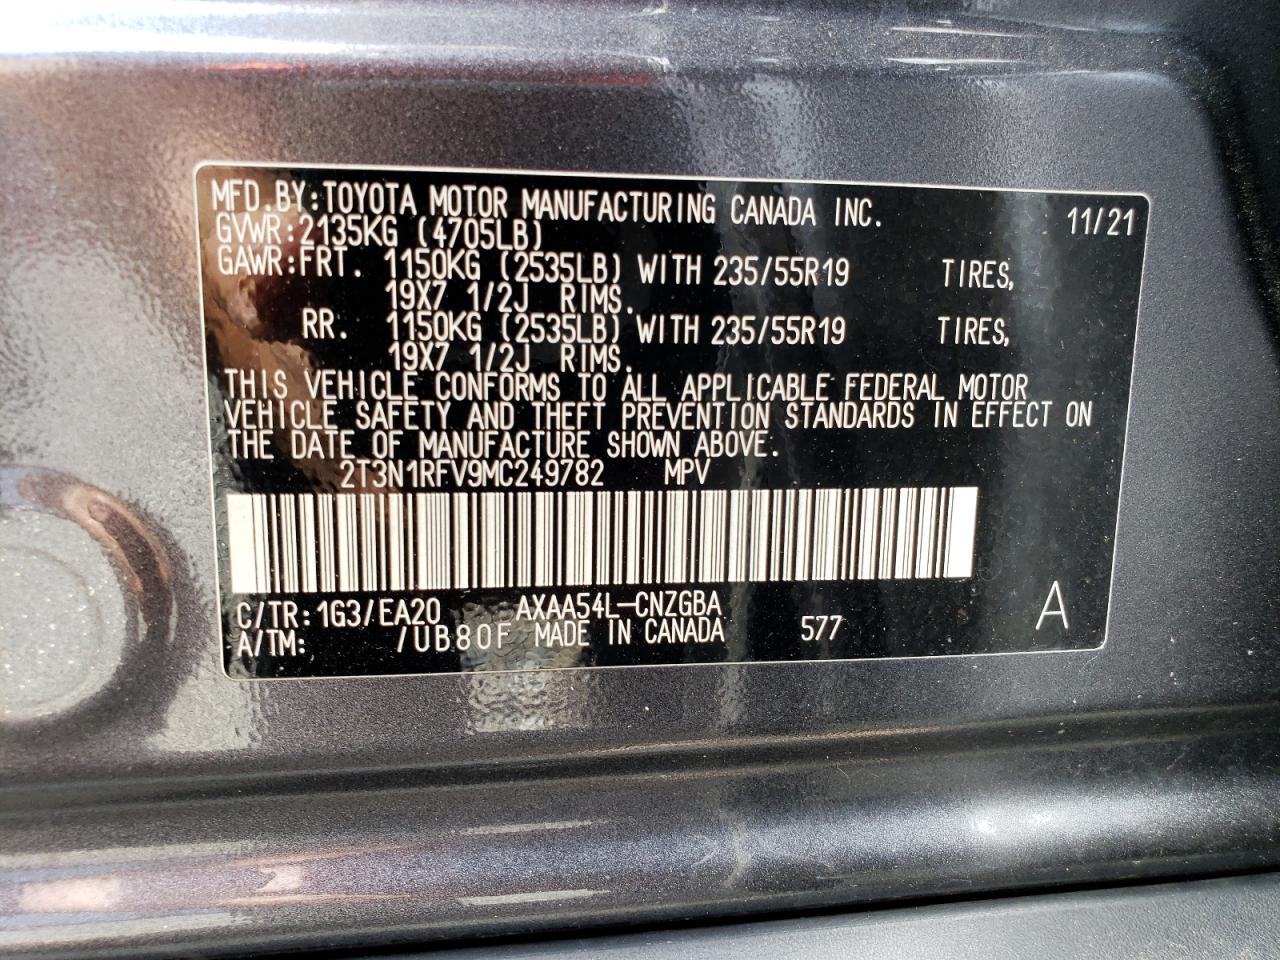 MFD.BY:TOYOTA MOTOR MANUFACTURING CANADA INC. 11/21
GVWR:2135KG (4705LB)
GAWR:FRT. 1150KG (2535LB) WITH 235/55R19 TIRES,
19X7 1/2J RIMS.
RR. 1150KG (2535LB) WITH 235/55R19 TIRES,
19X7 1/2J RIMS.
THIS VEHICLE CONFORMS TO ALL APPLICABLE FEDERAL MOTOR
VEHICLE SAFETY AND THEFT PREVENTION STANDARDS IN EFFECT ON
THE DATE OF MANUFACTURE SHOWN ABOVE.
2T3N1RFV9MC249782 MPV
C/TR:1G3/EA20 AXAA54L-CNZGBA
A/TM: /UB80F MADE IN CANADA 577 A